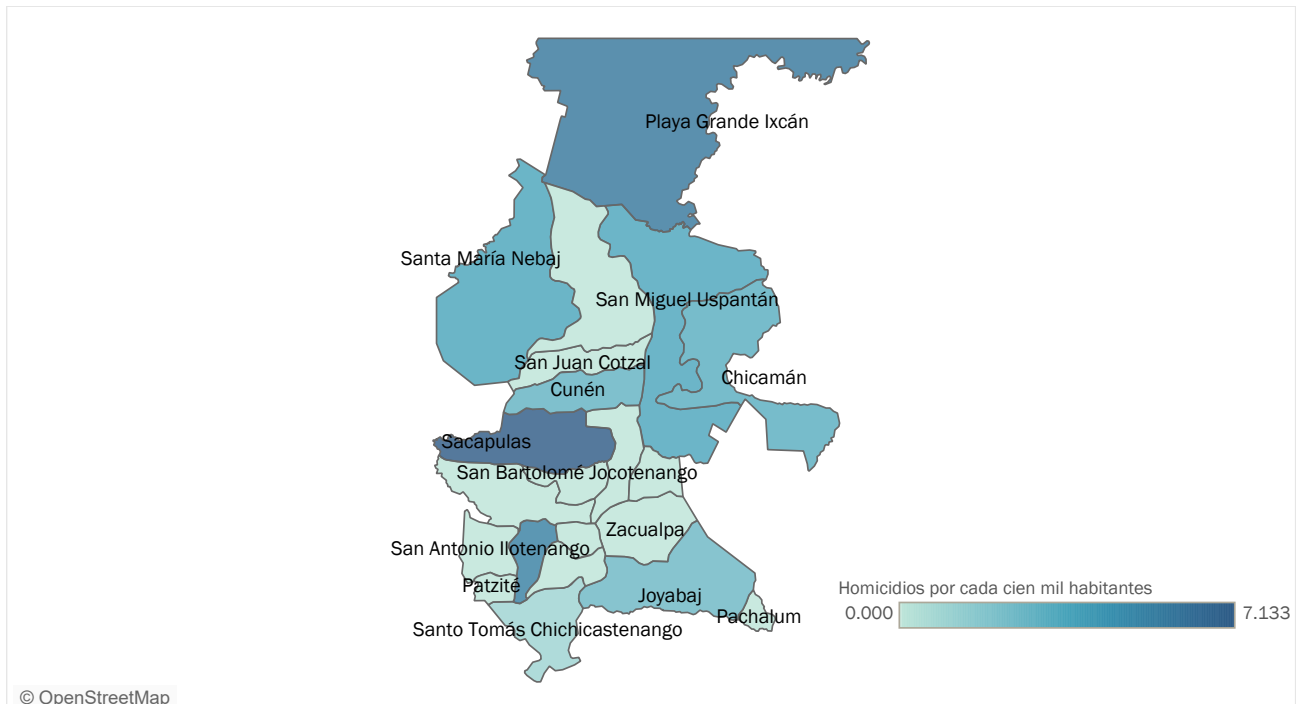 Playa Grande Ixcán
Santa María Nebaj
San Miguel Uspantán
San Juan Cotzal
Chicamán
Cunén
Sacapulas
San Bartolomé Jocotenango
Zacualpa
San Antonio Ilotenango
Patzité
Joyabaj
Pachalum
Santo Tomás Chichicastenango
Homicidios por cada cien mil habitantes
0.000
7.133
© OpenStreetMap